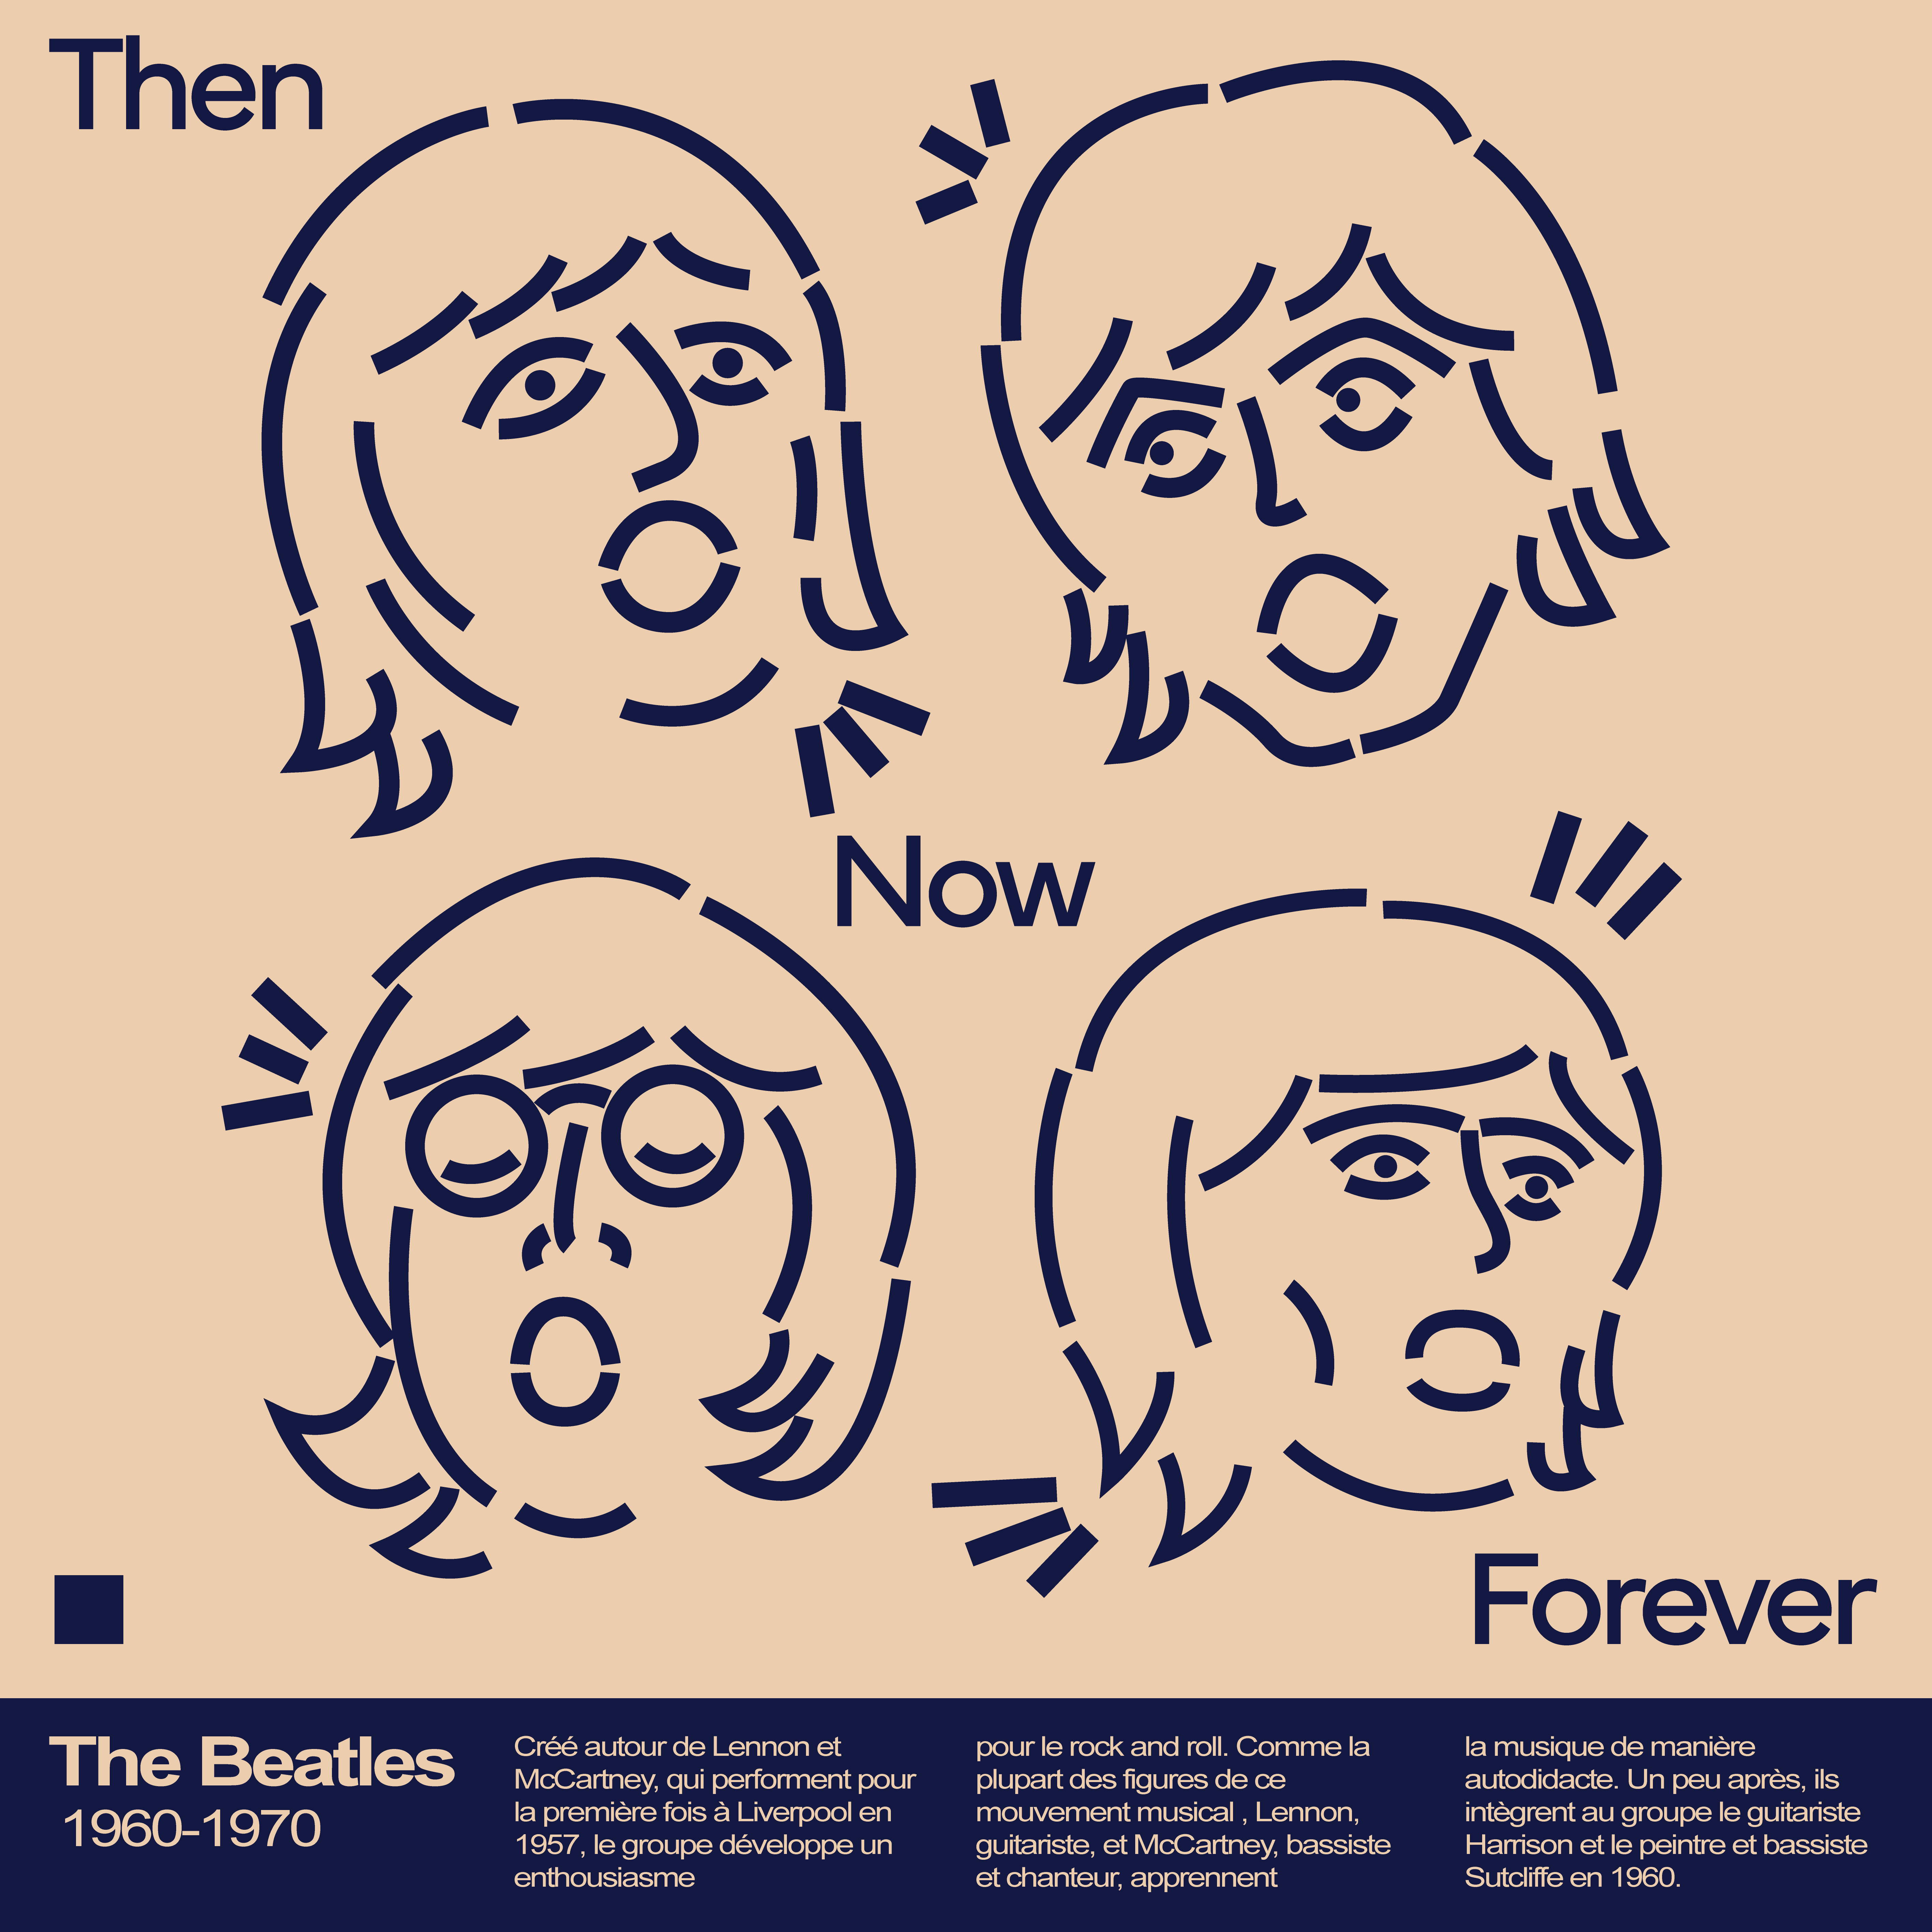 Then
Now
Forever
The Beatles
1960-1970
Créé autour de Lennon et
McCartney, qui performent pour
la première fois à Liverpool en
1957, le groupe développe un
enthousiasme
pour le rock and roll. Comme la
plupart des figures de ce
mouvement musical , Lennon,
guitariste, et McCartney, bassiste
et chanteur, apprennent
la musique de manière
autodidacte. Un peu après, ils
intègrent au groupe le guitariste
Harrison et le peintre et bassiste
Sutcliffe en 1960.